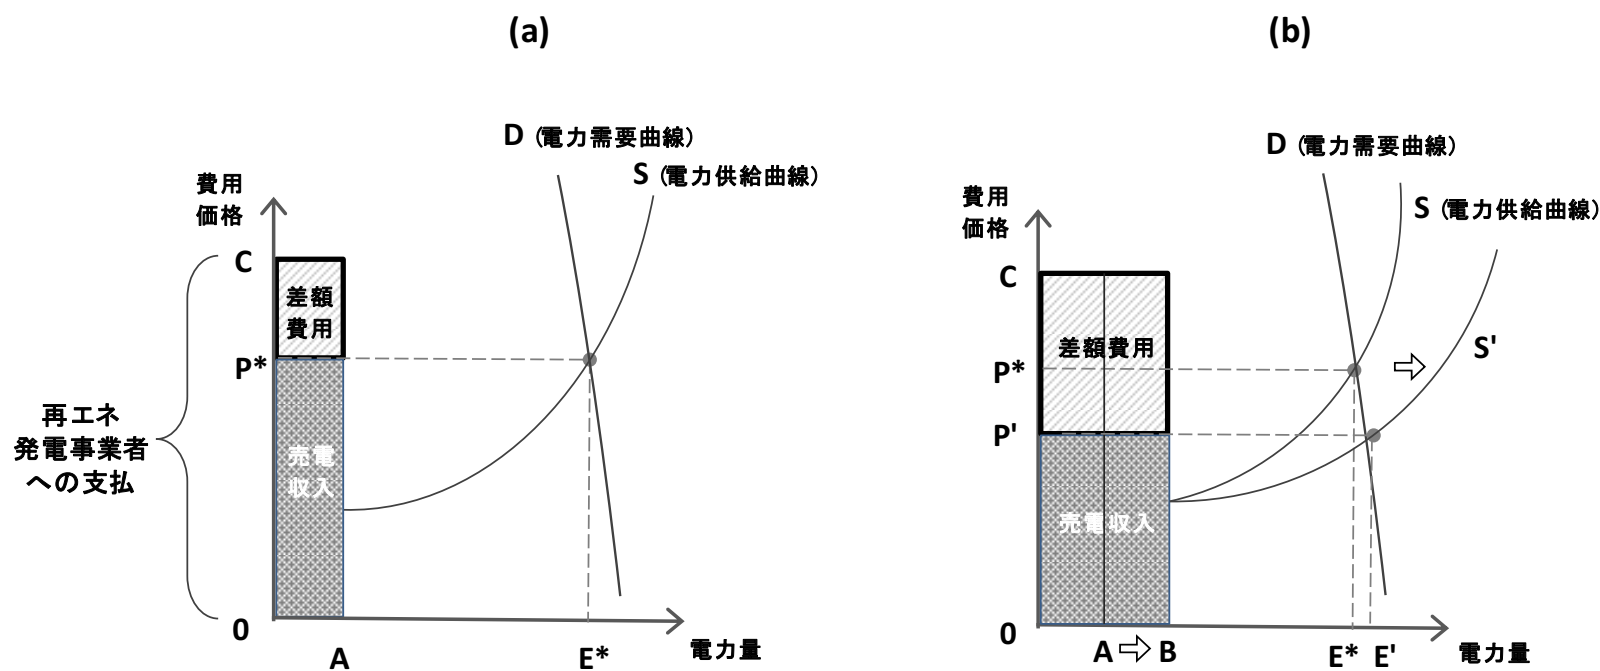 (a)
D (電力需要曲線)
S (電力供給曲線)
費用
価格
C
差額
費用
P*
再エネ
発電事業者
への支払
売電
収入
0
A
E*
電力量
(b)
D (電力需要曲線)
S (電力供給曲線)
費用
価格
C
S'
差額費用
P*
P'
売電収入
0
A ⇨ B
E* E'
電力量